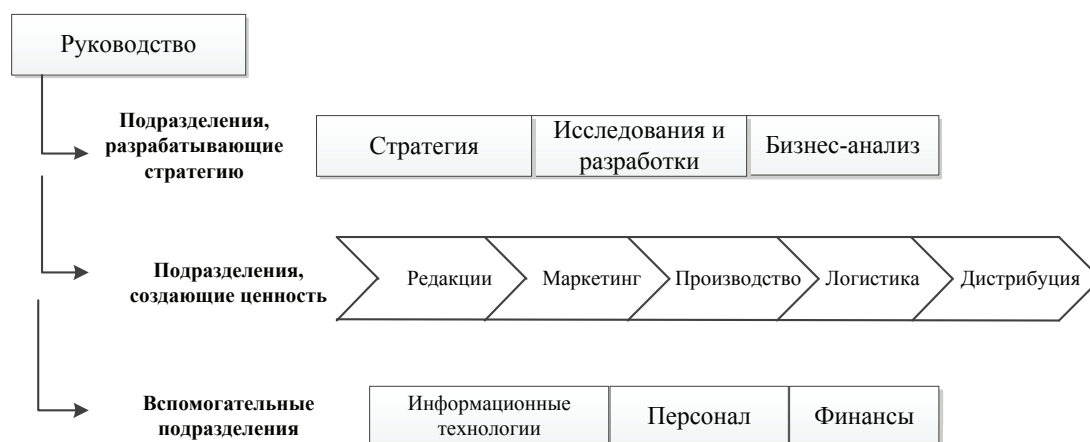 Руководство
Подразделения,
разрабатывающие
стратегию
Стратегия
Исследования и
разработки
Бизнес-анализ
Подразделения,
создающие ценность
Редакции
Маркетинг
Производство
Логистика
Дистрибуция
Вспомогательные
подразделения
Информационные
технологии
Персонал
Финансы